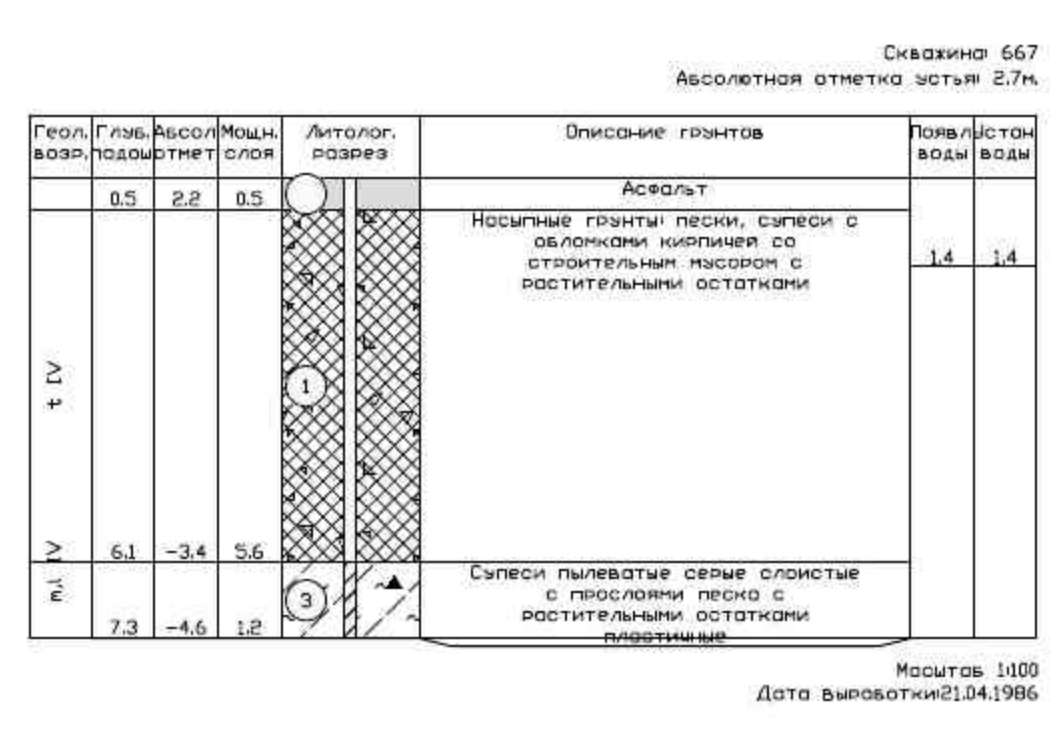 Скважина: 667
Абсолютная отметка устья: 2.7м.
Геол. возр.
Глуб. подош
Абсол отмет
Мощн. слоя
Литолог. разрез
Описание грунтов
Появл воды
Устан воды
0.5 2.2 0.5
Асфальт
Насыпные грунты: пески, супеси с
обломками кирпичей со
строительным мусором с
растительными остатками
1.4 1.4
t IV
1
6.1 -3.4 5.6
m,l IV
3
7.3 -4.6 1.2
Супеси пылеватые серые слоистые
с прослоями песка с
растительными остатками
пластичные
Масштаб 1:100
Дата выработки:21.04.1986